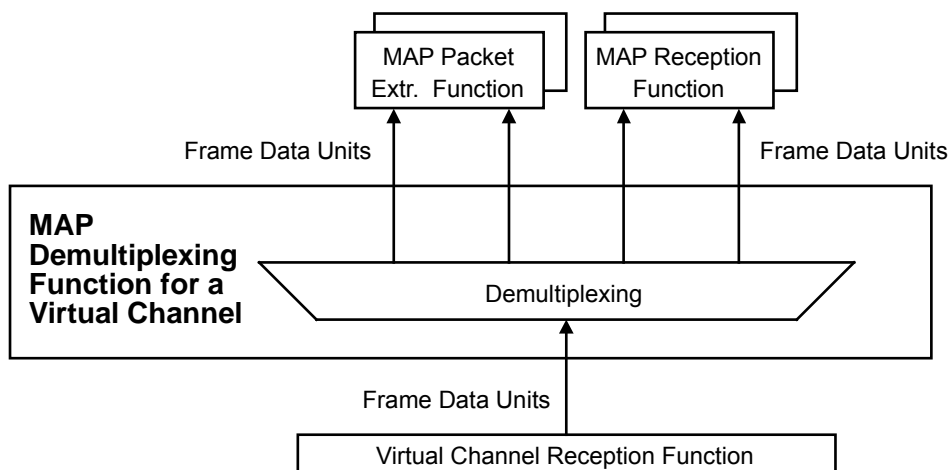 MAP Packet
Extr. Function
MAP Reception
Function
Frame Data Units
Frame Data Units
MAP
Demultiplexing
Function for a
Virtual Channel
Demultiplexing
Frame Data Units
Virtual Channel Reception Function